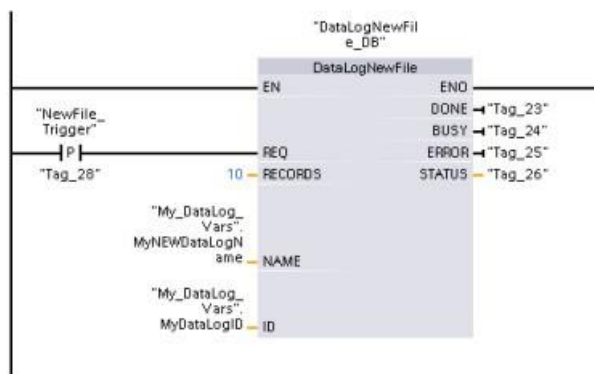 "DataLogNewFil
e_DB"
DataLogNewFile
EN
ENO
DONE
"Tag_23"
"NewFile_
Trigger"
BUSY
"Tag_24"
P
REQ
ERROR
"Tag_25"
"Tag_28"
10
RECORDS
STATUS
"Tag_26"
"My_DataLog_
Vars".
MyNEWDataLogN
ame
NAME
"My_DataLog_
Vars".
MyDataLogID
ID